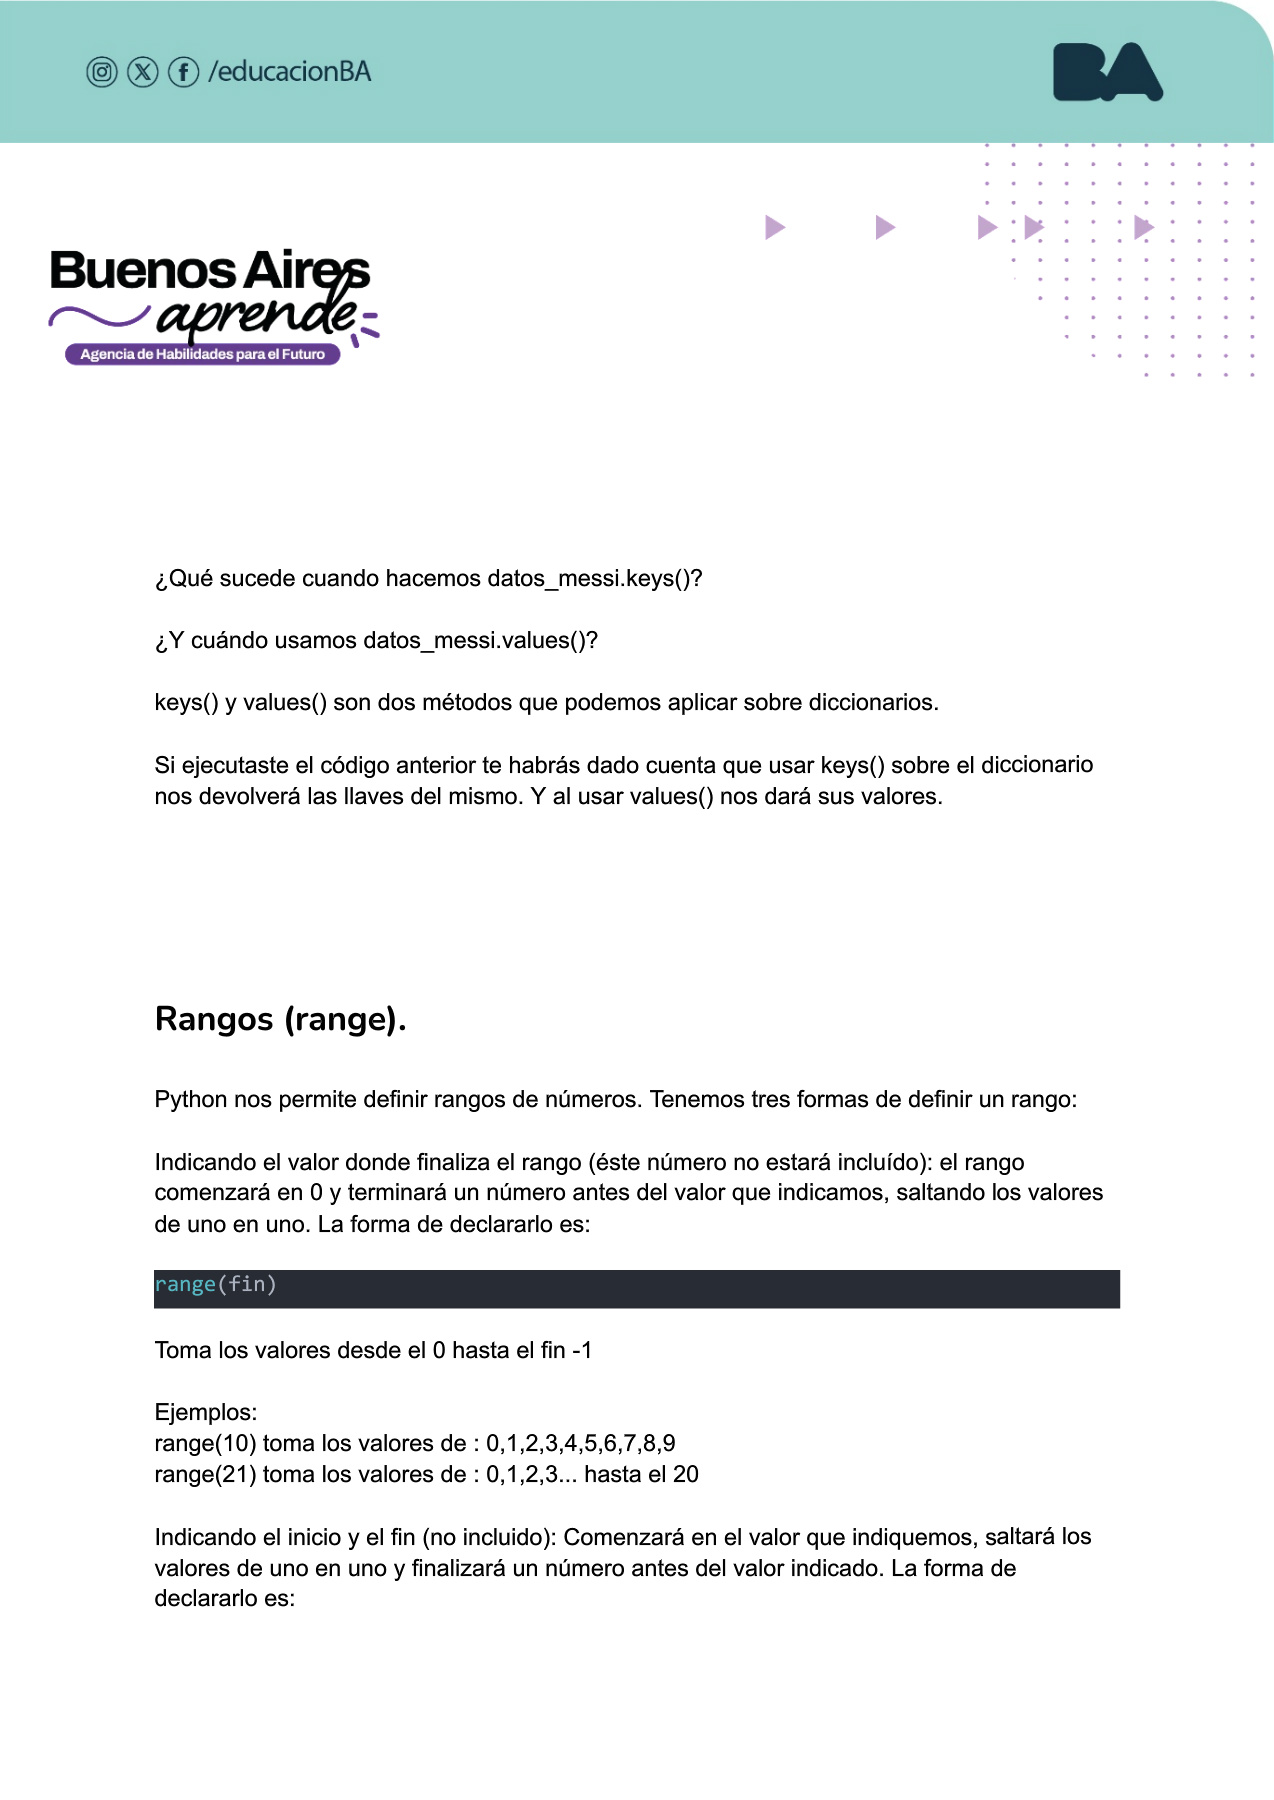 /educacionBA
BA
Buenos Aires
aprende
Agencia de Habilidades para el Futuro
¿Qué sucede cuando hacemos datos_messi.keys()?
¿Y cuándo usamos datos_messi.values()?
keys() y values() son dos métodos que podemos aplicar sobre diccionarios.
Si ejecutaste el código anterior te habrás dado cuenta que usar keys() sobre el diccionario
nos devolverá las llaves del mismo. Y al usar values() nos dará sus valores.
Rangos (range).
Python nos permite definir rangos de números. Tenemos tres formas de definir un rango:
Indicando el valor donde finaliza el rango (éste número no estará incluído): el rango
comenzará en 0 y terminará un número antes del valor que indicamos, saltando los valores
de uno en uno. La forma de declararlo es:
range(fin)
Toma los valores desde el 0 hasta el fin -1
Ejemplos:
range(10) toma los valores de : 0,1,2,3,4,5,6,7,8,9
range(21) toma los valores de : 0,1,2,3... hasta el 20
Indicando el inicio y el fin (no incluido): Comenzará en el valor que indiquemos, saltará los
valores de uno en uno y finalizará un número antes del valor indicado. La forma de
declararlo es: